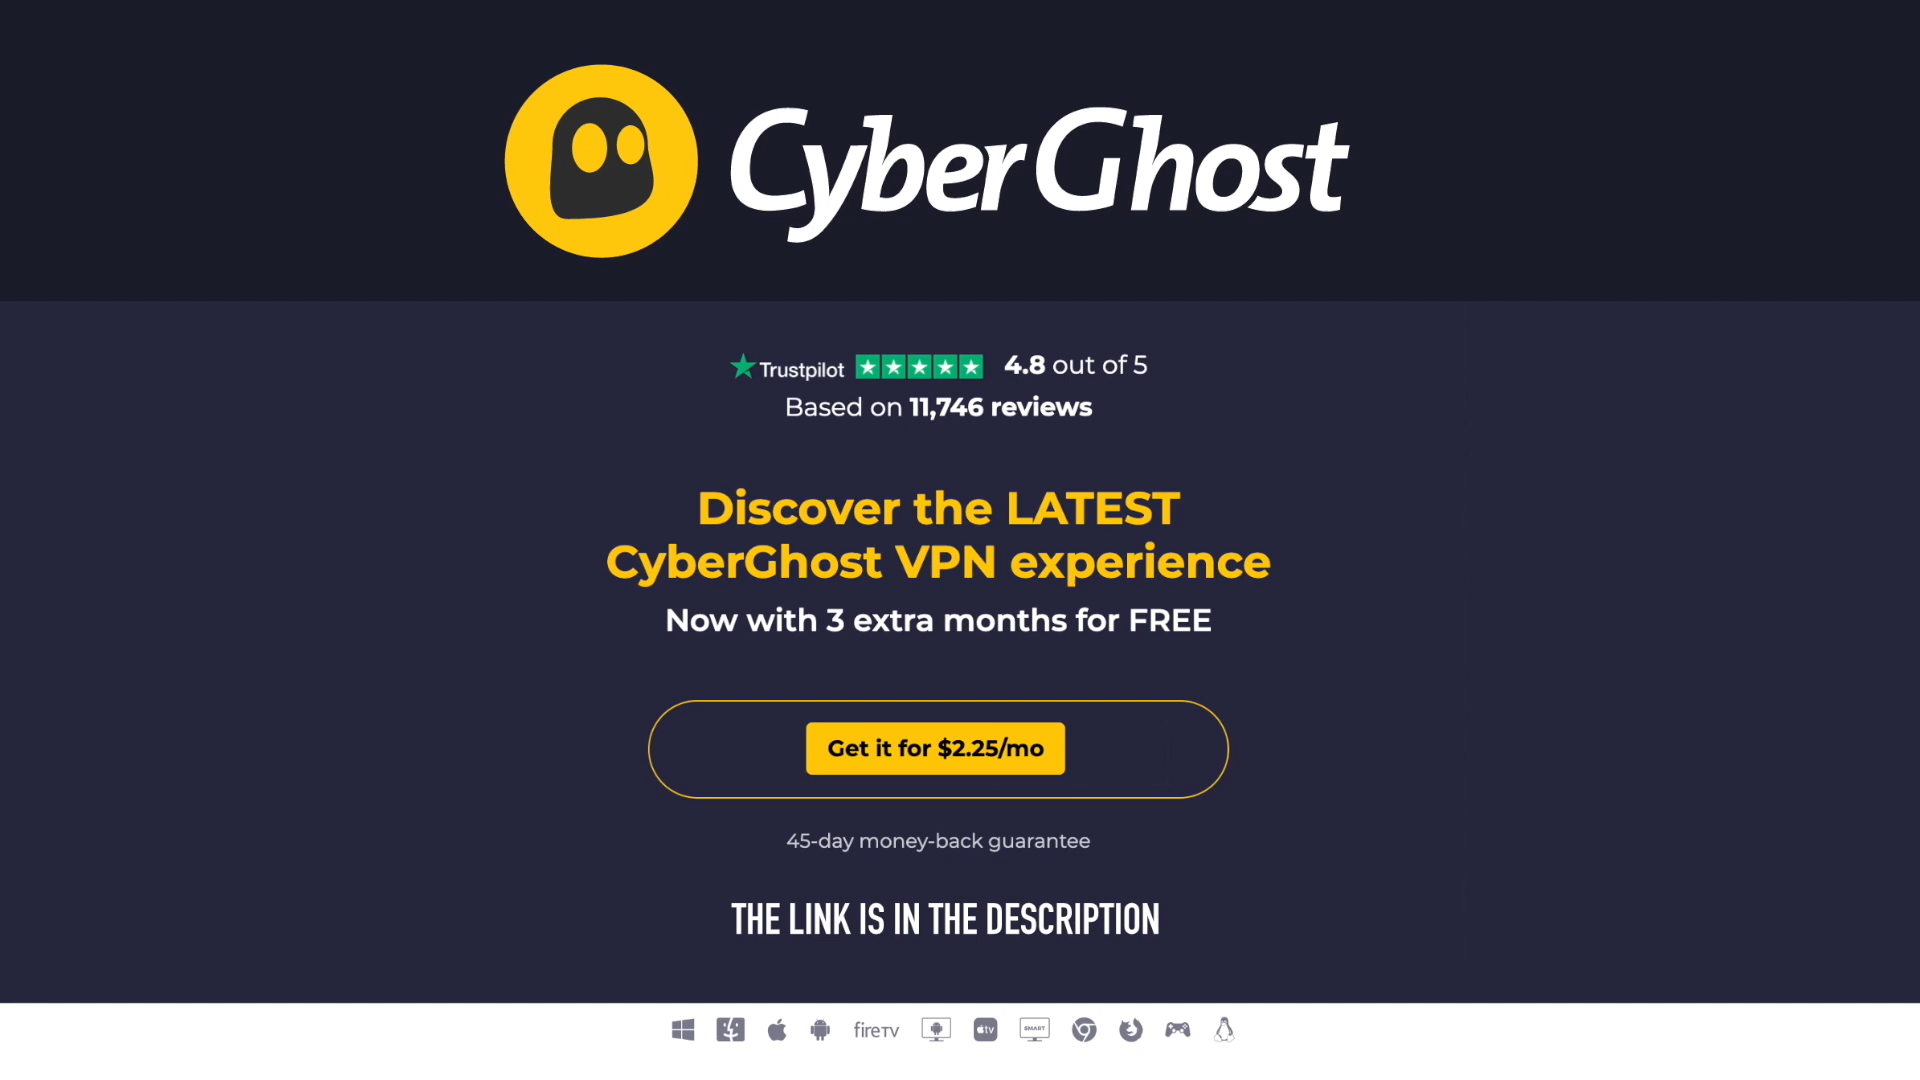 CyberGhost
Trustpilot 4.8 out of 5
Based on 11,746 reviews
Discover the LATEST
CyberGhost VPN experience
Now with 3 extra months for FREE
Get it for $2.25/mo
45-day money-back guarantee
THE LINK IS IN THE DESCRIPTION
fireTV tv SMART